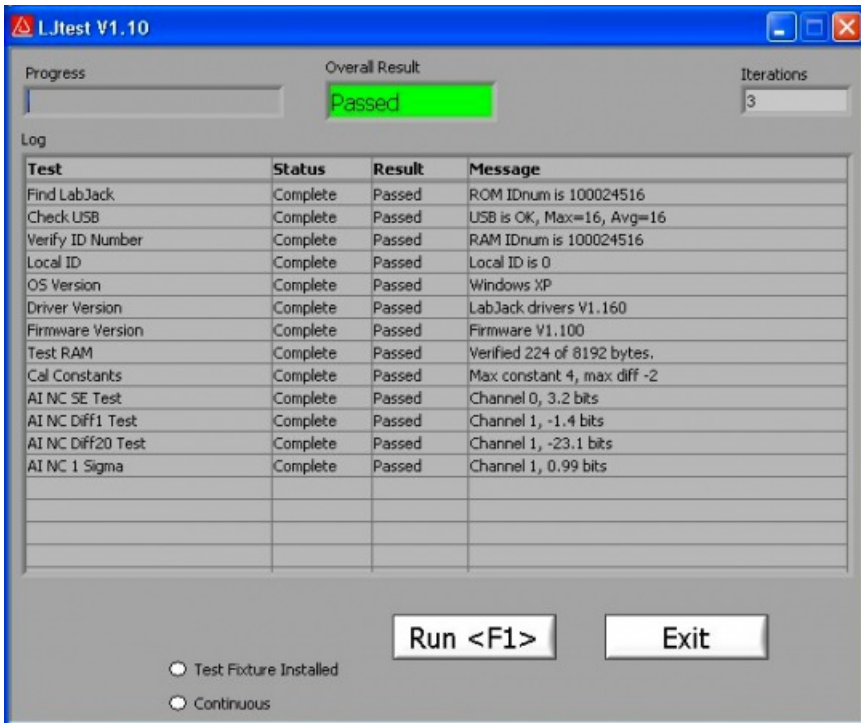 LJtest V1.10
Progress
Overall Result
Iterations
Passed
3
Log
Test Status Result Message
Find LabJack Complete Passed ROM IDnum is 100024516
Check USB Complete Passed USB is OK, Max=16, Avg=16
Verify ID Number Complete Passed RAM IDnum is 100024516
Local ID Complete Passed Local ID is 0
OS Version Complete Passed Windows XP
Driver Version Complete Passed LabJack drivers V1.160
Firmware Version Complete Passed Firmware V1.100
Test RAM Complete Passed Verified 224 of 8192 bytes.
Cal Constants Complete Passed Max constant 4, max diff -2
AI NC SE Test Complete Passed Channel 0, 3.2 bits
AI NC Diff1 Test Complete Passed Channel 1, -1.4 bits
AI NC Diff20 Test Complete Passed Channel 1, -23.1 bits
AI NC 1 Sigma Complete Passed Channel 1, 0.99 bits
Run <F1> Exit
Test Fixture Installed
Continuous